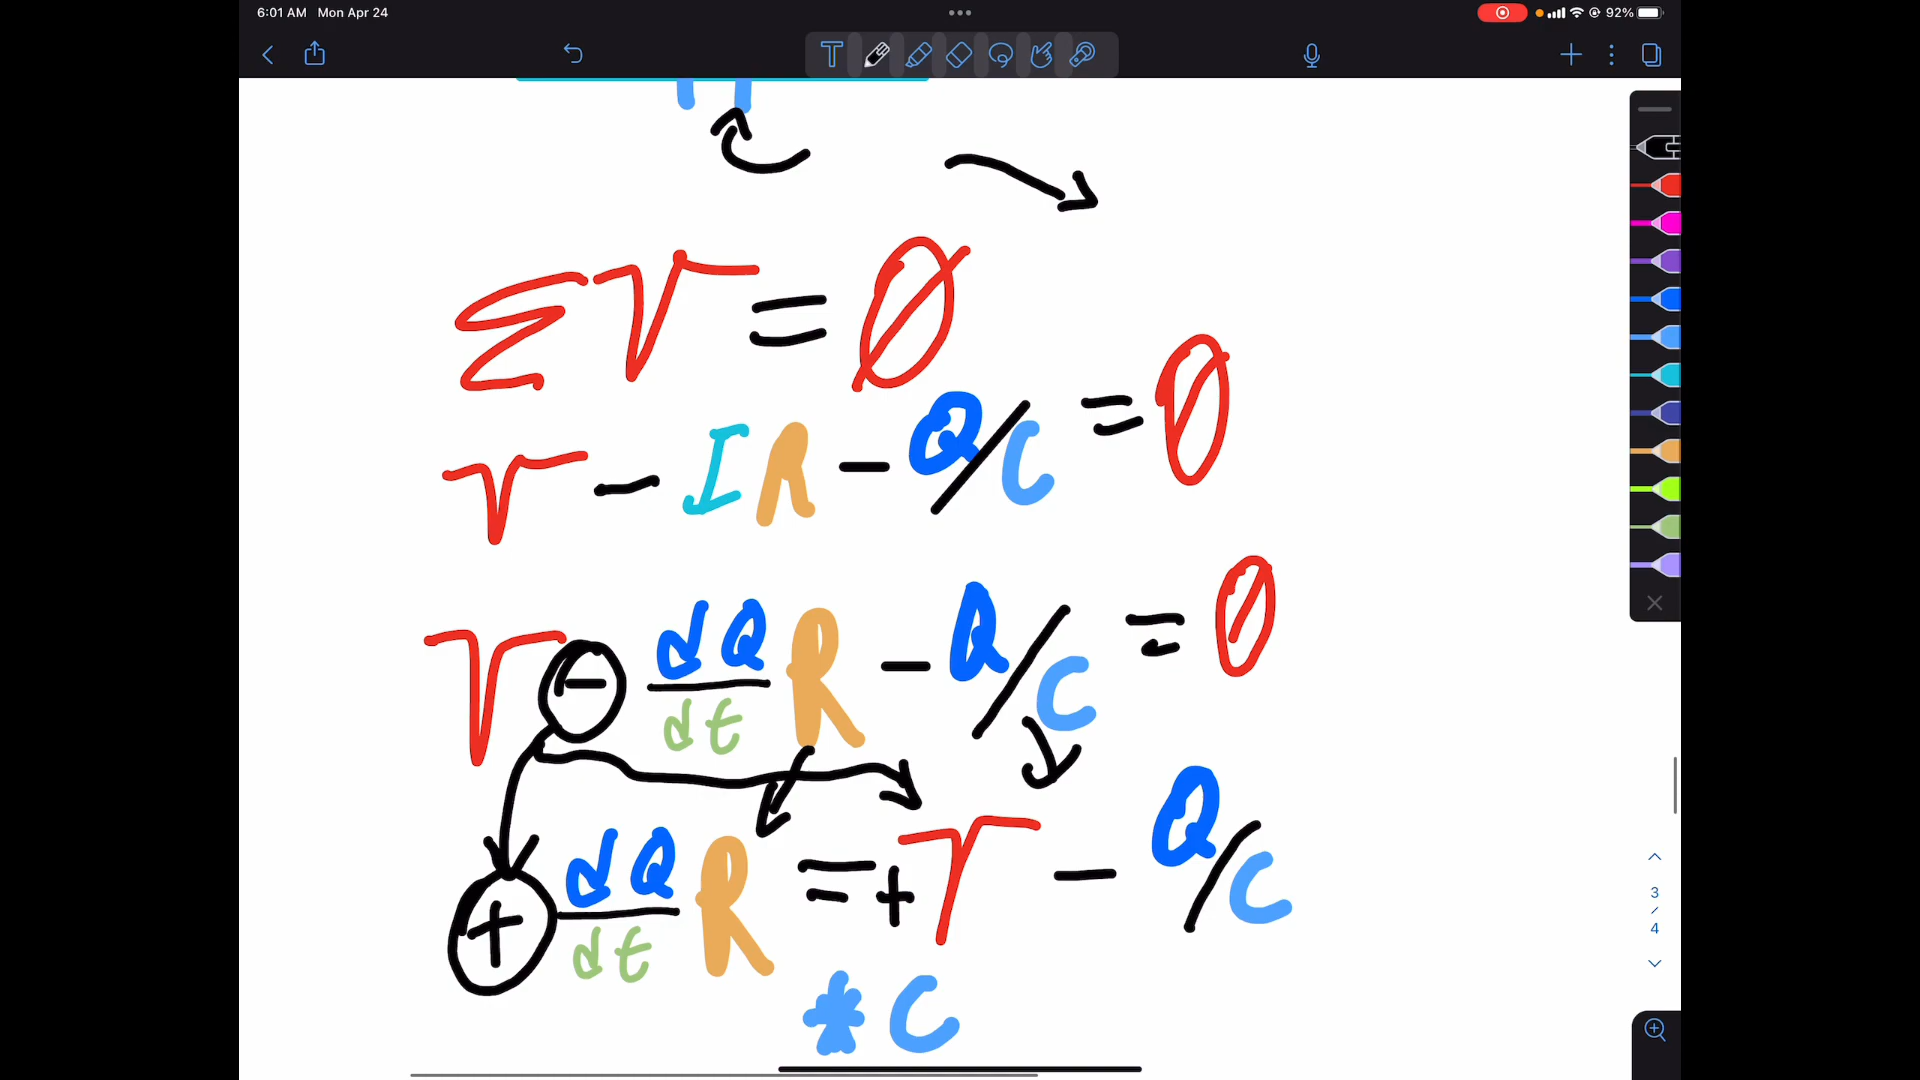 6:01 AM Mon Apr 24
92%
T
ΣV = 0
V - IR - Q/C = 0
V - dQ/dt R - Q/C = 0
+ dQ/dt R = +V - Q/C
* C
3
/
4